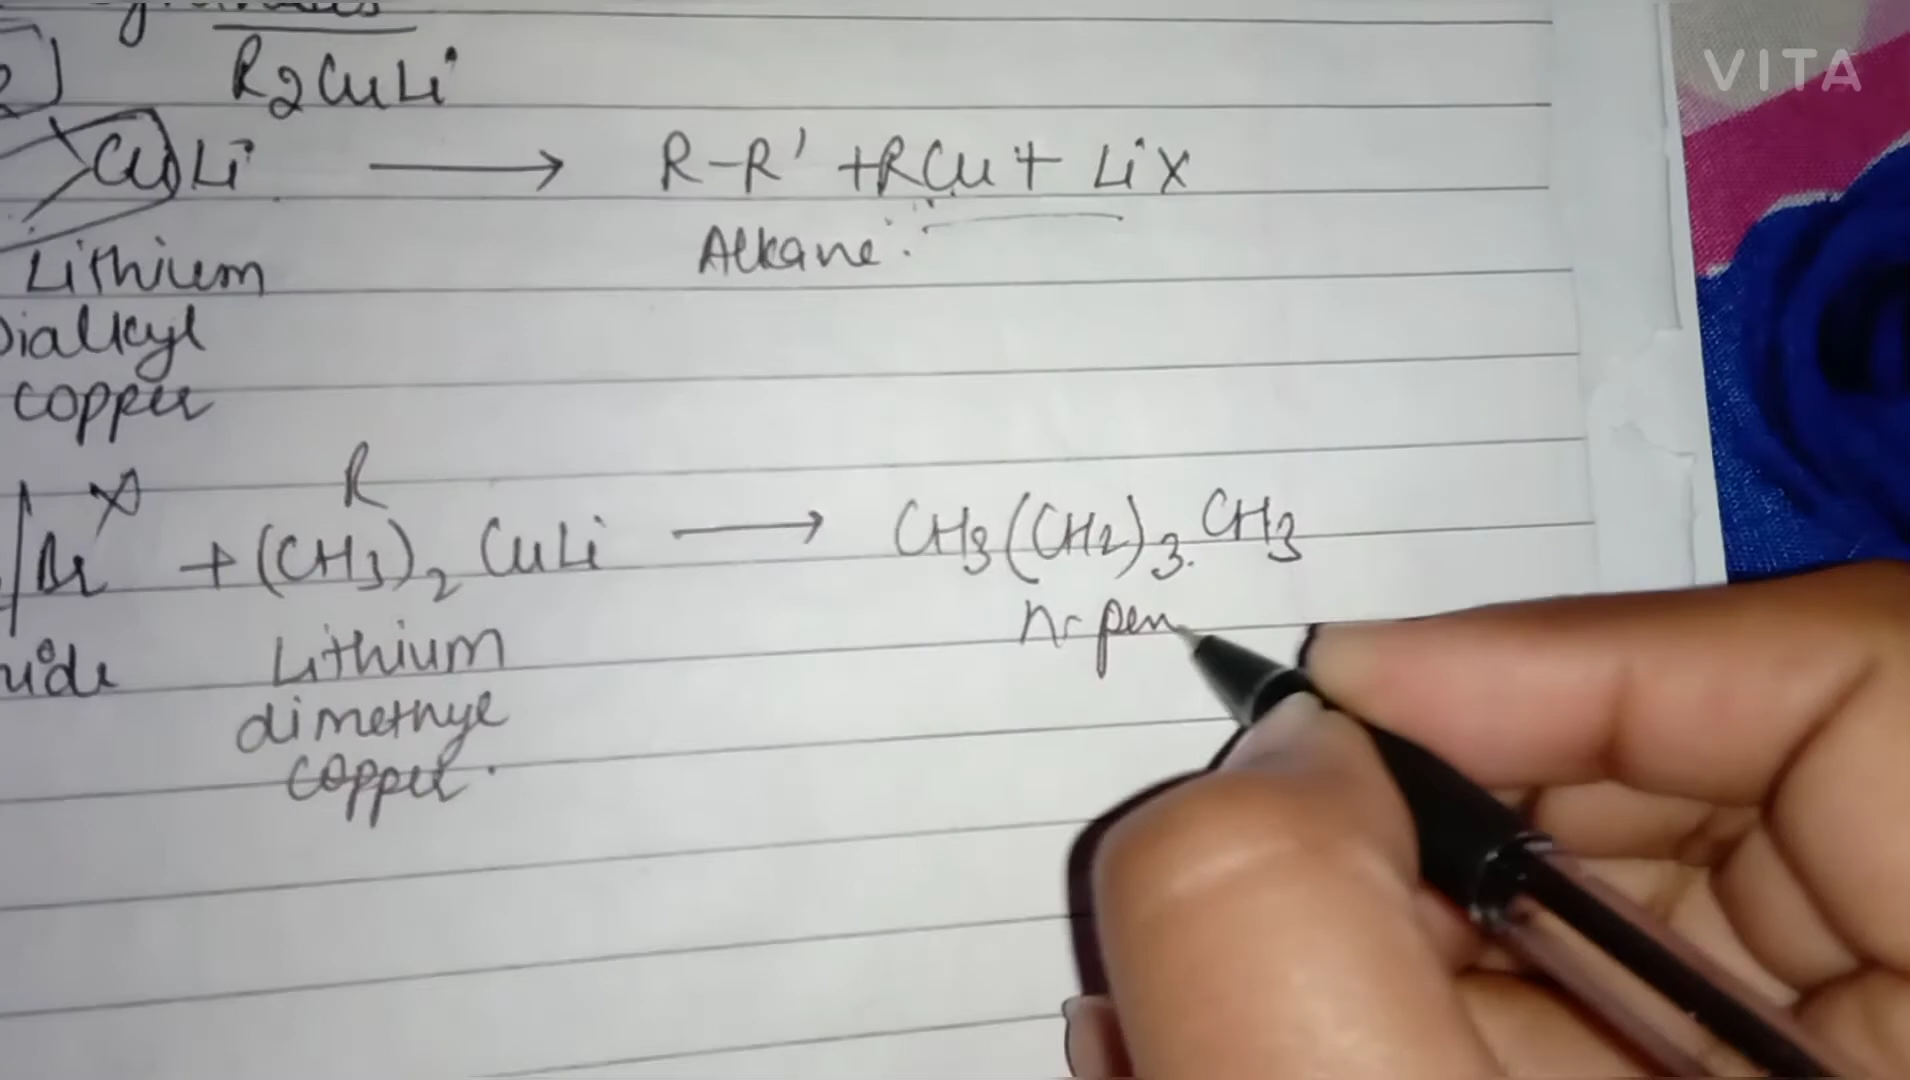 VITA
R2CuLi
CuLi ⟶ R-R' + RCu + LiX
Lithium Alkane
Dialkyl
copper
X R
+ (CH3)2 CuLi ⟶ CH3(CH2)3.CH3
Lithium n-pen
dimethyl
copper.